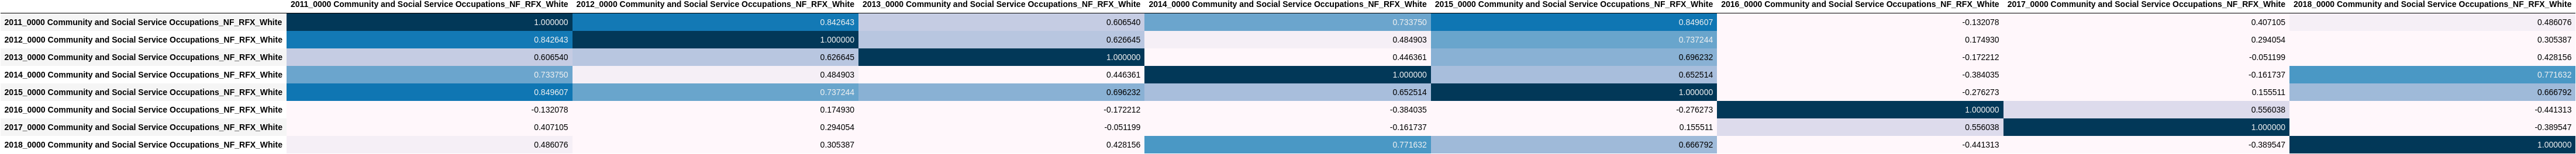 2011_0000 Community and Social Service Occupations_NF_RFX_White 2012_0000 Community and Social Service Occupations_NF_RFX_White 2013_0000 Community and Social Service Occupations_NF_RFX_White 2014_0000 Community and Social Service Occupations_NF_RFX_White 2015_0000 Community and Social Service Occupations_NF_RFX_White 2016_0000 Community and Social Service Occupations_NF_RFX_White 2017_0000 Community and Social Service Occupations_NF_RFX_White 2018_0000 Community and Social Service Occupations_NF_RFX_White
2011_0000 Community and Social Service Occupations_NF_RFX_White 1.000000 0.842643 0.606540 0.733750 0.849607 -0.132078 0.407105 0.486076
2012_0000 Community and Social Service Occupations_NF_RFX_White 0.842643 1.000000 0.626645 0.484903 0.737244 0.174930 0.294054 0.305387
2013_0000 Community and Social Service Occupations_NF_RFX_White 0.606540 0.626645 1.000000 0.446361 0.696232 -0.172212 -0.051199 0.428156
2014_0000 Community and Social Service Occupations_NF_RFX_White 0.733750 0.484903 0.446361 1.000000 0.652514 -0.384035 -0.161737 0.771632
2015_0000 Community and Social Service Occupations_NF_RFX_White 0.849607 0.737244 0.696232 0.652514 1.000000 -0.276273 0.155511 0.666792
2016_0000 Community and Social Service Occupations_NF_RFX_White -0.132078 0.174930 -0.172212 -0.384035 -0.276273 1.000000 0.556038 -0.441313
2017_0000 Community and Social Service Occupations_NF_RFX_White 0.407105 0.294054 -0.051199 -0.161737 0.155511 0.556038 1.000000 -0.389547
2018_0000 Community and Social Service Occupations_NF_RFX_White 0.486076 0.305387 0.428156 0.771632 0.666792 -0.441313 -0.389547 1.000000